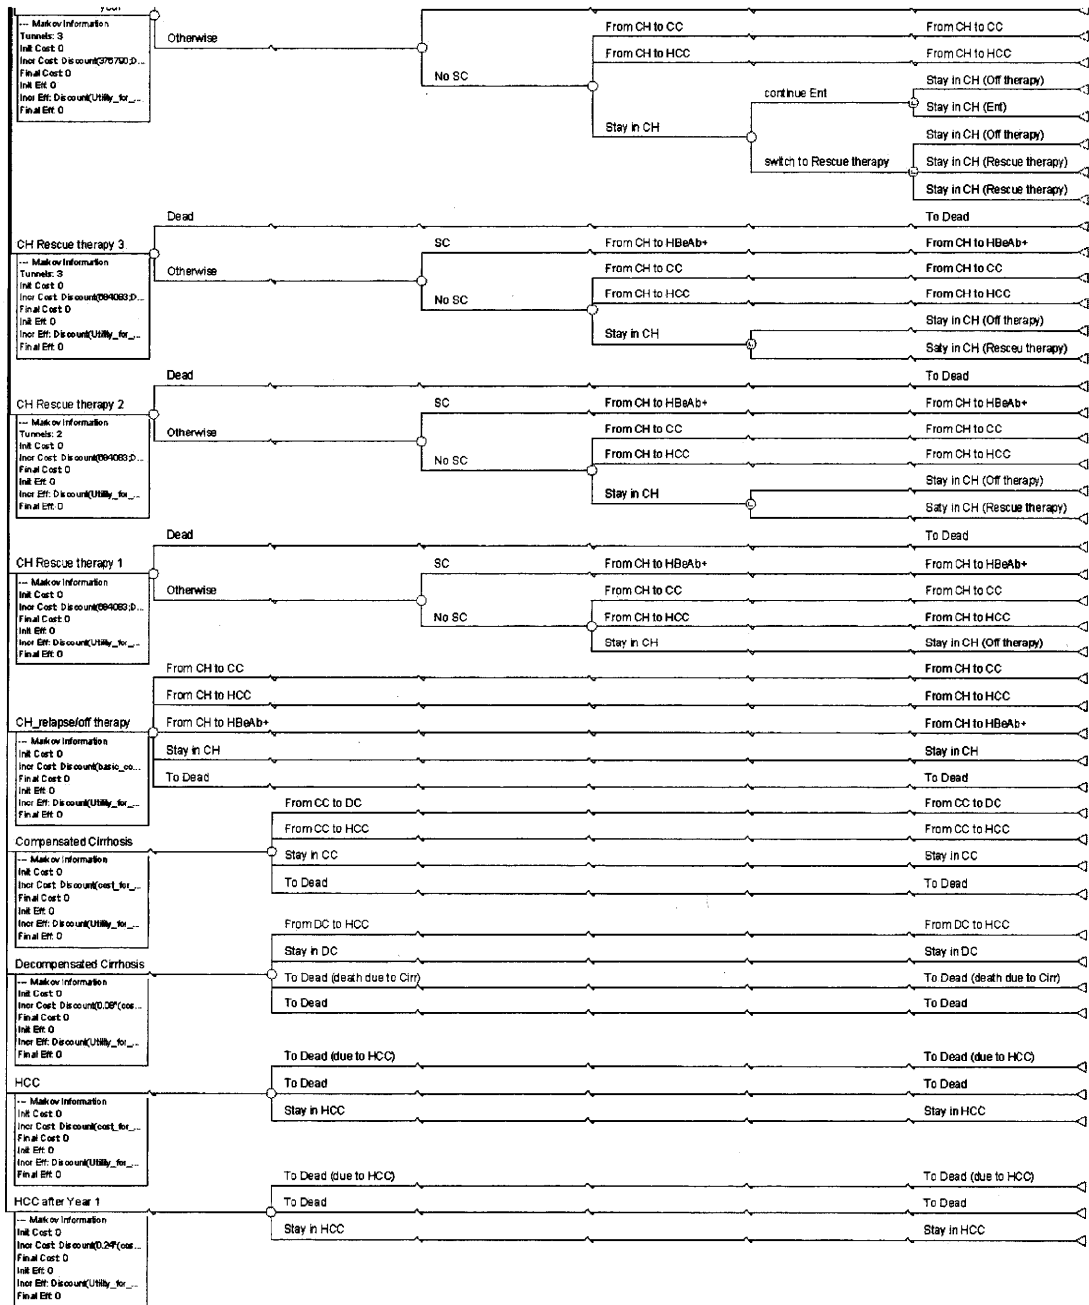 --- Markov Information
Tunnels: 3
Init Cost: 0
Incr Cost: Discount(376790;D...
Final Cost: 0
Init Eff: 0
Incr Eff: Discount(Utility_for_...
Final Eff: 0
Otherwise
No SC
From CH to CC
From CH to CC
From CH to HCC
From CH to HCC
Stay in CH
continue Ent
Stay in CH (Off therapy)
Stay in CH (Ent)
switch to Rescue therapy
Stay in CH (Off therapy)
Stay in CH (Rescue therapy)
Stay in CH (Rescue therapy)
CH Rescue therapy 3
--- Markov Information
Tunnels: 3
Init Cost: 0
Incr Cost: Discount(694083;D...
Final Cost: 0
Init Eff: 0
Incr Eff: Discount(Utility_for_...
Final Eff: 0
Dead
To Dead
Otherwise
SC
From CH to HBeAb+
From CH to HBeAb+
No SC
From CH to CC
From CH to CC
From CH to HCC
From CH to HCC
Stay in CH
Stay in CH (Off therapy)
Saty in CH (Resceu therapy)
CH Rescue therapy 2
--- Markov Information
Tunnels: 2
Init Cost: 0
Incr Cost: Discount(694083;D...
Final Cost: 0
Init Eff: 0
Incr Eff: Discount(Utility_for_...
Final Eff: 0
Dead
To Dead
Otherwise
SC
From CH to HBeAb+
From CH to HBeAb+
No SC
From CH to CC
From CH to CC
From CH to HCC
From CH to HCC
Stay in CH
Stay in CH (Off therapy)
Saty in CH (Rescue therapy)
CH Rescue therapy 1
--- Markov Information
Init Cost: 0
Incr Cost: Discount(694083;D...
Final Cost: 0
Init Eff: 0
Incr Eff: Discount(Utility_for_...
Final Eff: 0
Dead
To Dead
Otherwise
SC
From CH to HBeAb+
From CH to HBeAb+
No SC
From CH to CC
From CH to CC
From CH to HCC
From CH to HCC
Stay in CH
Stay in CH (Off therapy)
CH_relapse/off therapy
--- Markov Information
Init Cost: 0
Incr Cost: Discount(basic_co...
Final Cost: 0
Init Eff: 0
Incr Eff: Discount(Utility_for_...
Final Eff: 0
From CH to CC
From CH to CC
From CH to HCC
From CH to HCC
From CH to HBeAb+
From CH to HBeAb+
Stay in CH
Stay in CH
To Dead
To Dead
Compensated Cirrhosis
--- Markov Information
Init Cost: 0
Incr Cost: Discount(cost_for_...
Final Cost: 0
Init Eff: 0
Incr Eff: Discount(Utility_for_...
Final Eff: 0
From CC to DC
From CC to DC
From CC to HCC
From CC to HCC
Stay in CC
Stay in CC
To Dead
To Dead
Decompensated Cirrhosis
--- Markov Information
Init Cost: 0
Incr Cost: Discount(0.08*(cos...
Final Cost: 0
Init Eff: 0
Incr Eff: Discount(Utility_for_...
Final Eff: 0
From DC to HCC
From DC to HCC
Stay in DC
Stay in DC
To Dead (death due to Cirr)
To Dead (death due to Cirr)
To Dead
To Dead
HCC
--- Markov Information
Init Cost: 0
Incr Cost: Discount(cost_for_...
Final Cost: 0
Init Eff: 0
Incr Eff: Discount(Utility_for_...
Final Eff: 0
To Dead (due to HCC)
To Dead (due to HCC)
To Dead
To Dead
Stay in HCC
Stay in HCC
HCC after Year 1
--- Markov Information
Init Cost: 0
Incr Cost: Discount(0.24*(cos...
Final Cost: 0
Init Eff: 0
Incr Eff: Discount(Utility_for_...
Final Eff: 0
To Dead (due to HCC)
To Dead (due to HCC)
To Dead
To Dead
Stay in HCC
Stay in HCC